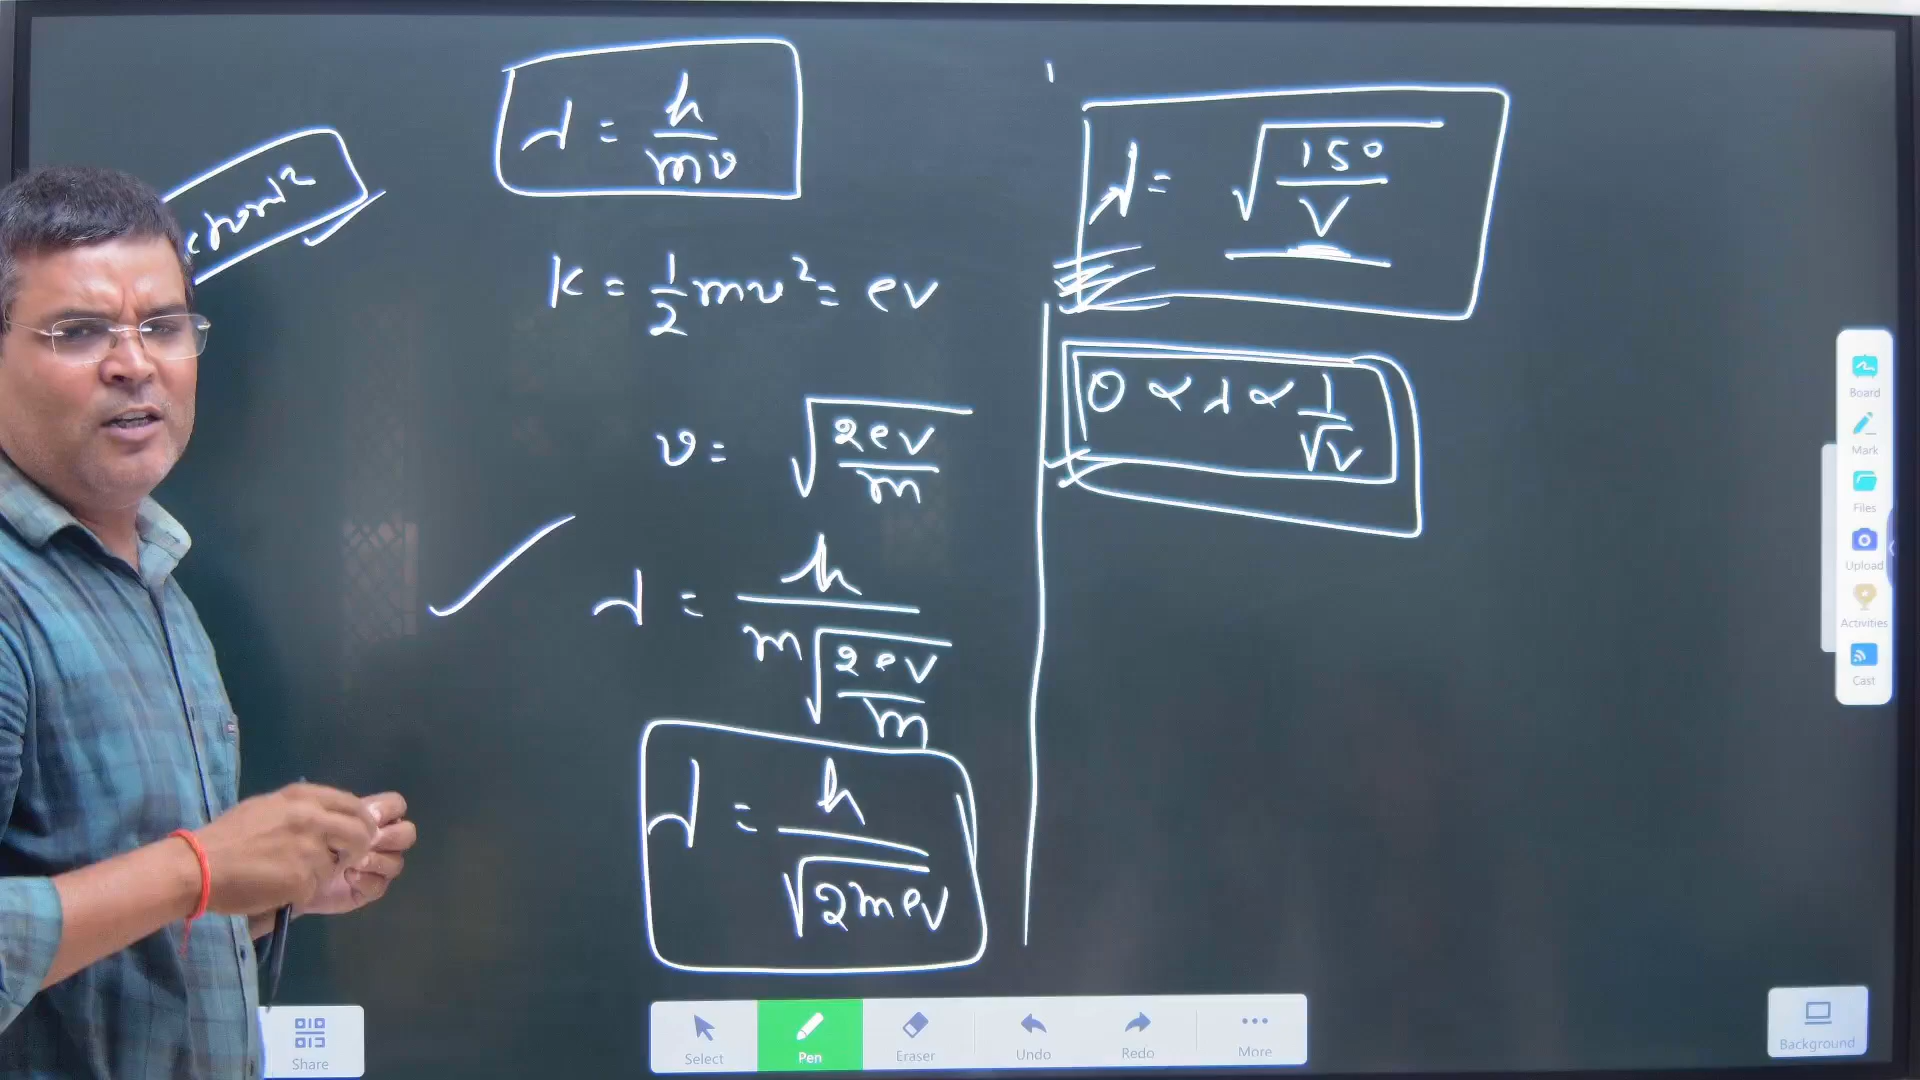 λ = h/mv
K = 1/2 mv² = eV
v = √(2eV/m)
λ = h/(m√(2eV/m))
λ = h/√(2meV)
λ = √(150/V)
θ ∝ λ ∝ 1/√V
Board
Mark
Files
Upload
Activities
Cast
Share
Select
Pen
Eraser
Undo
Redo
More
Background